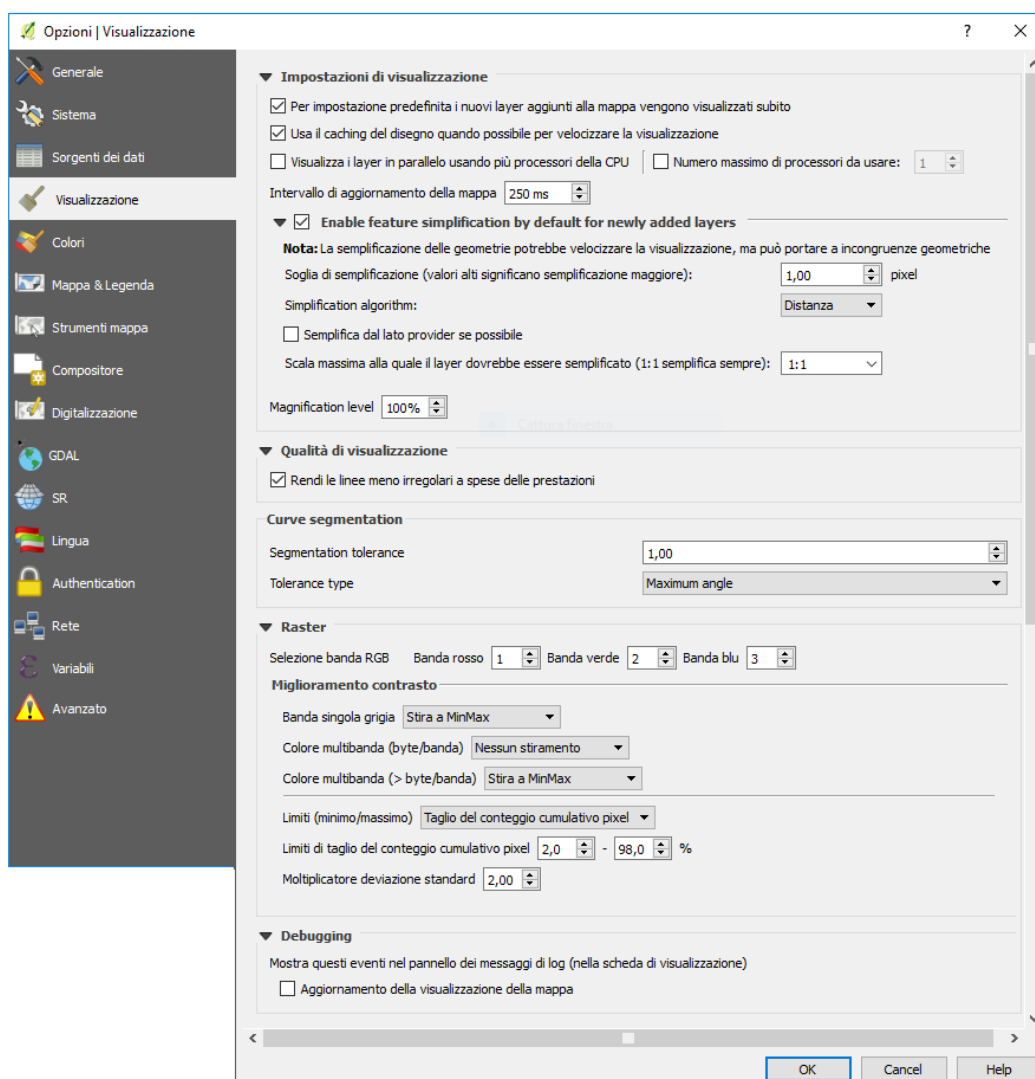 Opzioni | Visualizzazione
?
Generale
Sistema
Sorgenti dei dati
Visualizzazione
Colori
Mappa & Legenda
Strumenti mappa
Compositore
Digitalizzazione
GDAL
SR
Lingua
Authentication
Rete
Variabili
Avanzato
Impostazioni di visualizzazione
Per impostazione predefinita i nuovi layer aggiunti alla mappa vengono visualizzati subito
Usa il caching del disegno quando possibile per velocizzare la visualizzazione
Visualizza i layer in parallelo usando più processori della CPU Numero massimo di processori da usare: 1
Intervallo di aggiornamento della mappa 250 ms
Enable feature simplification by default for newly added layers
Nota: La semplificazione delle geometrie potrebbe velocizzare la visualizzazione, ma può portare a incongruenze geometriche
Soglia di semplificazione (valori alti significano semplificazione maggiore): 1,00 pixel
Simplification algorithm: Distanza
Semplifica dal lato provider se possibile
Scala massima alla quale il layer dovrebbe essere semplificato (1:1 semplifica sempre): 1:1
Magnification level 100%
Cattura finestra
Qualità di visualizzazione
Rendi le linee meno irregolari a spese delle prestazioni
Curve segmentation
Segmentation tolerance 1,00
Tolerance type Maximum angle
Raster
Selezione banda RGB Banda rosso 1 Banda verde 2 Banda blu 3
Miglioramento contrasto
Banda singola grigia Stira a MinMax
Colore multibanda (byte/banda) Nessun stiramento
Colore multibanda (> byte/banda) Stira a MinMax
Limiti (minimo/massimo) Taglio del conteggio cumulativo pixel
Limiti di taglio del conteggio cumulativo pixel 2,0 - 98,0 %
Moltiplicatore deviazione standard 2,00
Debugging
Mostra questi eventi nel pannello dei messaggi di log (nella scheda di visualizzazione)
Aggiornamento della visualizzazione della mappa
OK Cancel Help